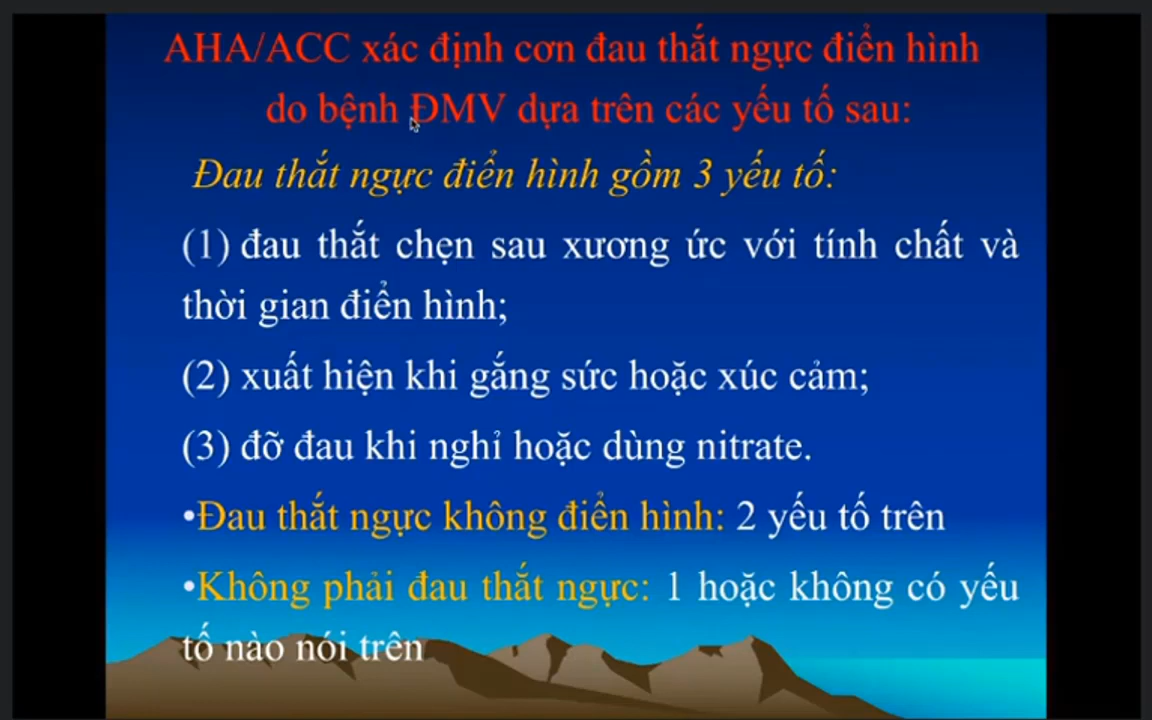 AHA/ACC xác định cơn đau thắt ngực điển hình
do bệnh ĐMV dựa trên các yếu tố sau:
Đau thắt ngực điển hình gồm 3 yếu tố:
(1) đau thắt chẹn sau xương ức với tính chất và
thời gian điển hình;
(2) xuất hiện khi gắng sức hoặc xúc cảm;
(3) đỡ đau khi nghỉ hoặc dùng nitrate.
•Đau thắt ngực không điển hình: 2 yếu tố trên
•Không phải đau thắt ngực: 1 hoặc không có yếu
tố nào nói trên